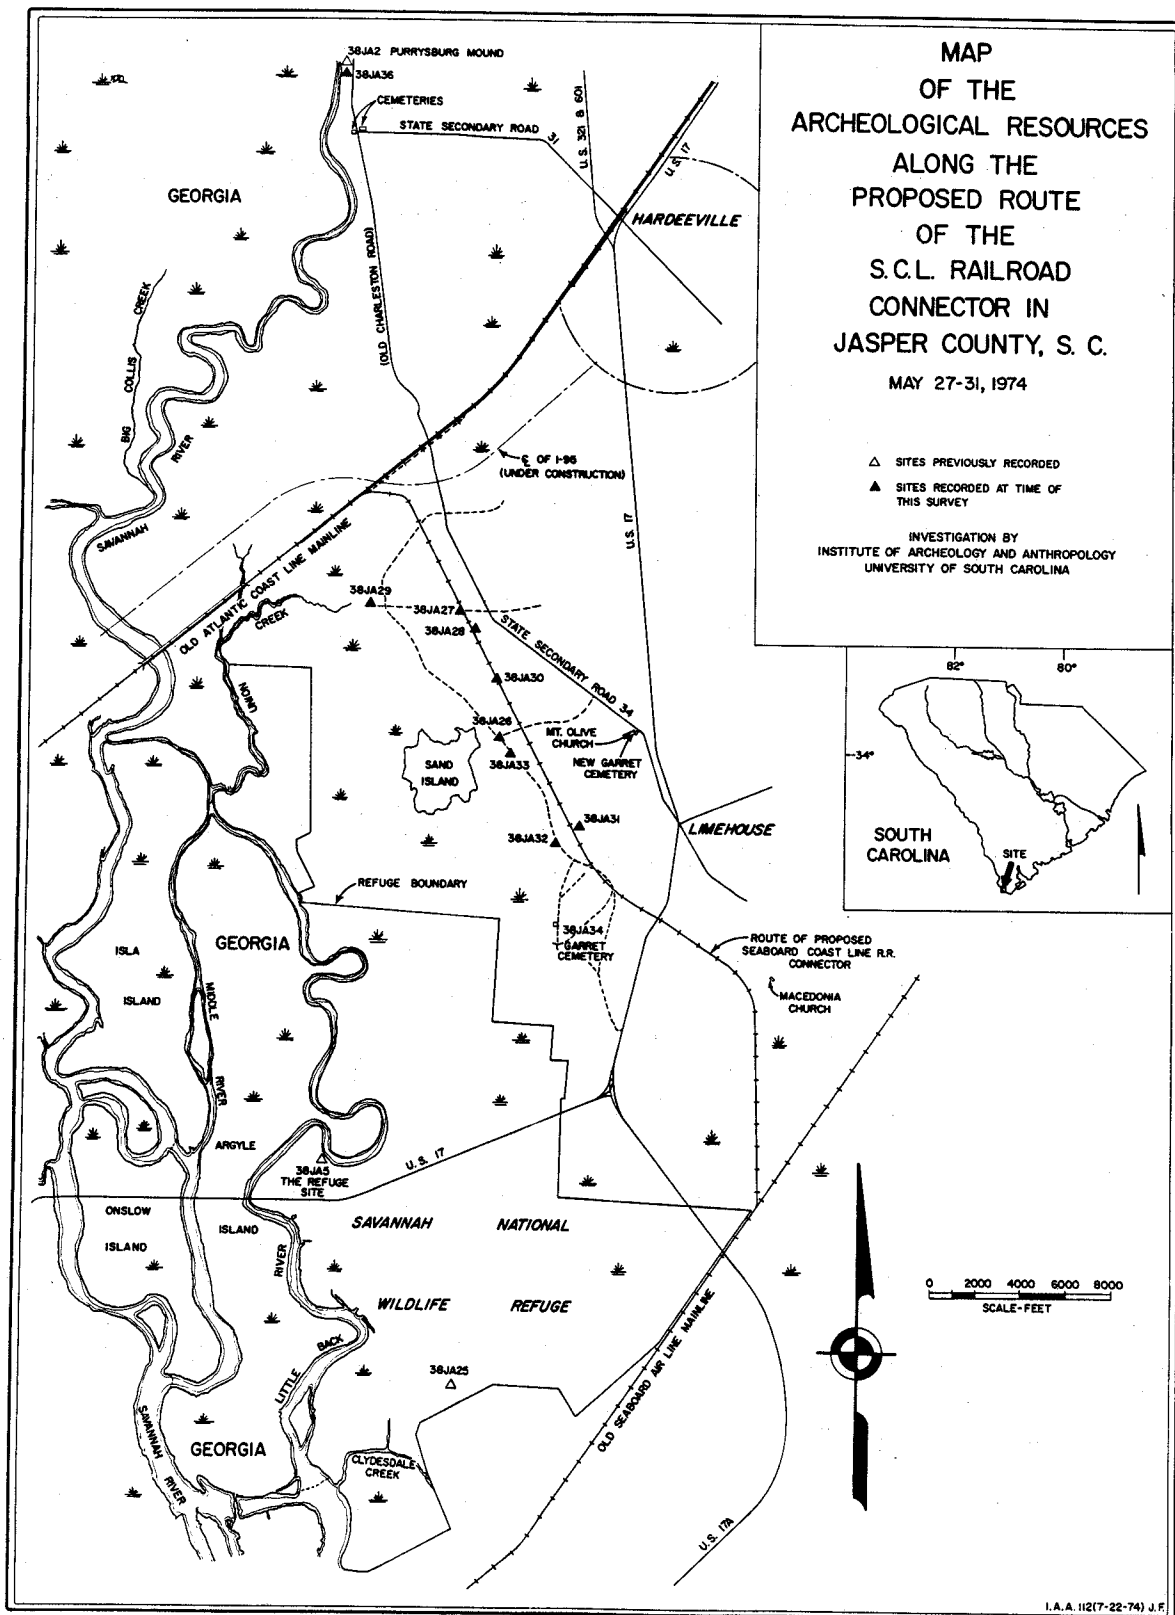 MAP
OF THE
ARCHEOLOGICAL RESOURCES
ALONG THE
PROPOSED ROUTE
OF THE
S.C.L. RAILROAD
CONNECTOR IN
JASPER COUNTY, S. C.
MAY 27-31, 1974
SITES PREVIOUSLY RECORDED
SITES RECORDED AT TIME OF
THIS SURVEY
INVESTIGATION BY
INSTITUTE OF ARCHEOLOGY AND ANTHROPOLOGY
UNIVERSITY OF SOUTH CAROLINA
38JA2 PURRYSBURG MOUND
38JA36
CEMETERIES
STATE SECONDARY ROAD 31
U.S. 321 & 601
U.S. 17
GEORGIA
HARDEEVILLE
(OLD CHARLESTON ROAD)
BIG COLLIS CREEK
SAVANNAH RIVER
℄ OF I-95
(UNDER CONSTRUCTION)
U.S. 17
OLD ATLANTIC COAST LINE MAINLINE
38JA29
38JA27
38JA28
UNION CREEK
STATE SECONDARY ROAD 34
38JA30
38JA26
MT. OLIVE
CHURCH
NEW GARRET
CEMETERY
SAND
ISLAND
38JA33
38JA31
38JA32
LIMEHOUSE
82°
80°
34°
SOUTH
CAROLINA
SITE
REFUGE BOUNDARY
38JA34
GARRET
CEMETERY
ROUTE OF PROPOSED
SEABOARD COAST LINE R.R.
CONNECTOR
MACEDONIA
CHURCH
ISLA
ISLAND
GEORGIA
MIDDLE RIVER
ARGYLE
ISLAND
38JA5
THE REFUGE
SITE
U.S. 17
ONSLOW
ISLAND
SAVANNAH NATIONAL
WILDLIFE REFUGE
LITTLE BACK RIVER
0 2000 4000 6000 8000
SCALE-FEET
OLD SEABOARD AIR LINE MAINLINE
38JA25
SAVANNAH RIVER
GEORGIA
CLYDESDALE
CREEK
U.S. 17A
I.A.A. 112(7-22-74) J.F.